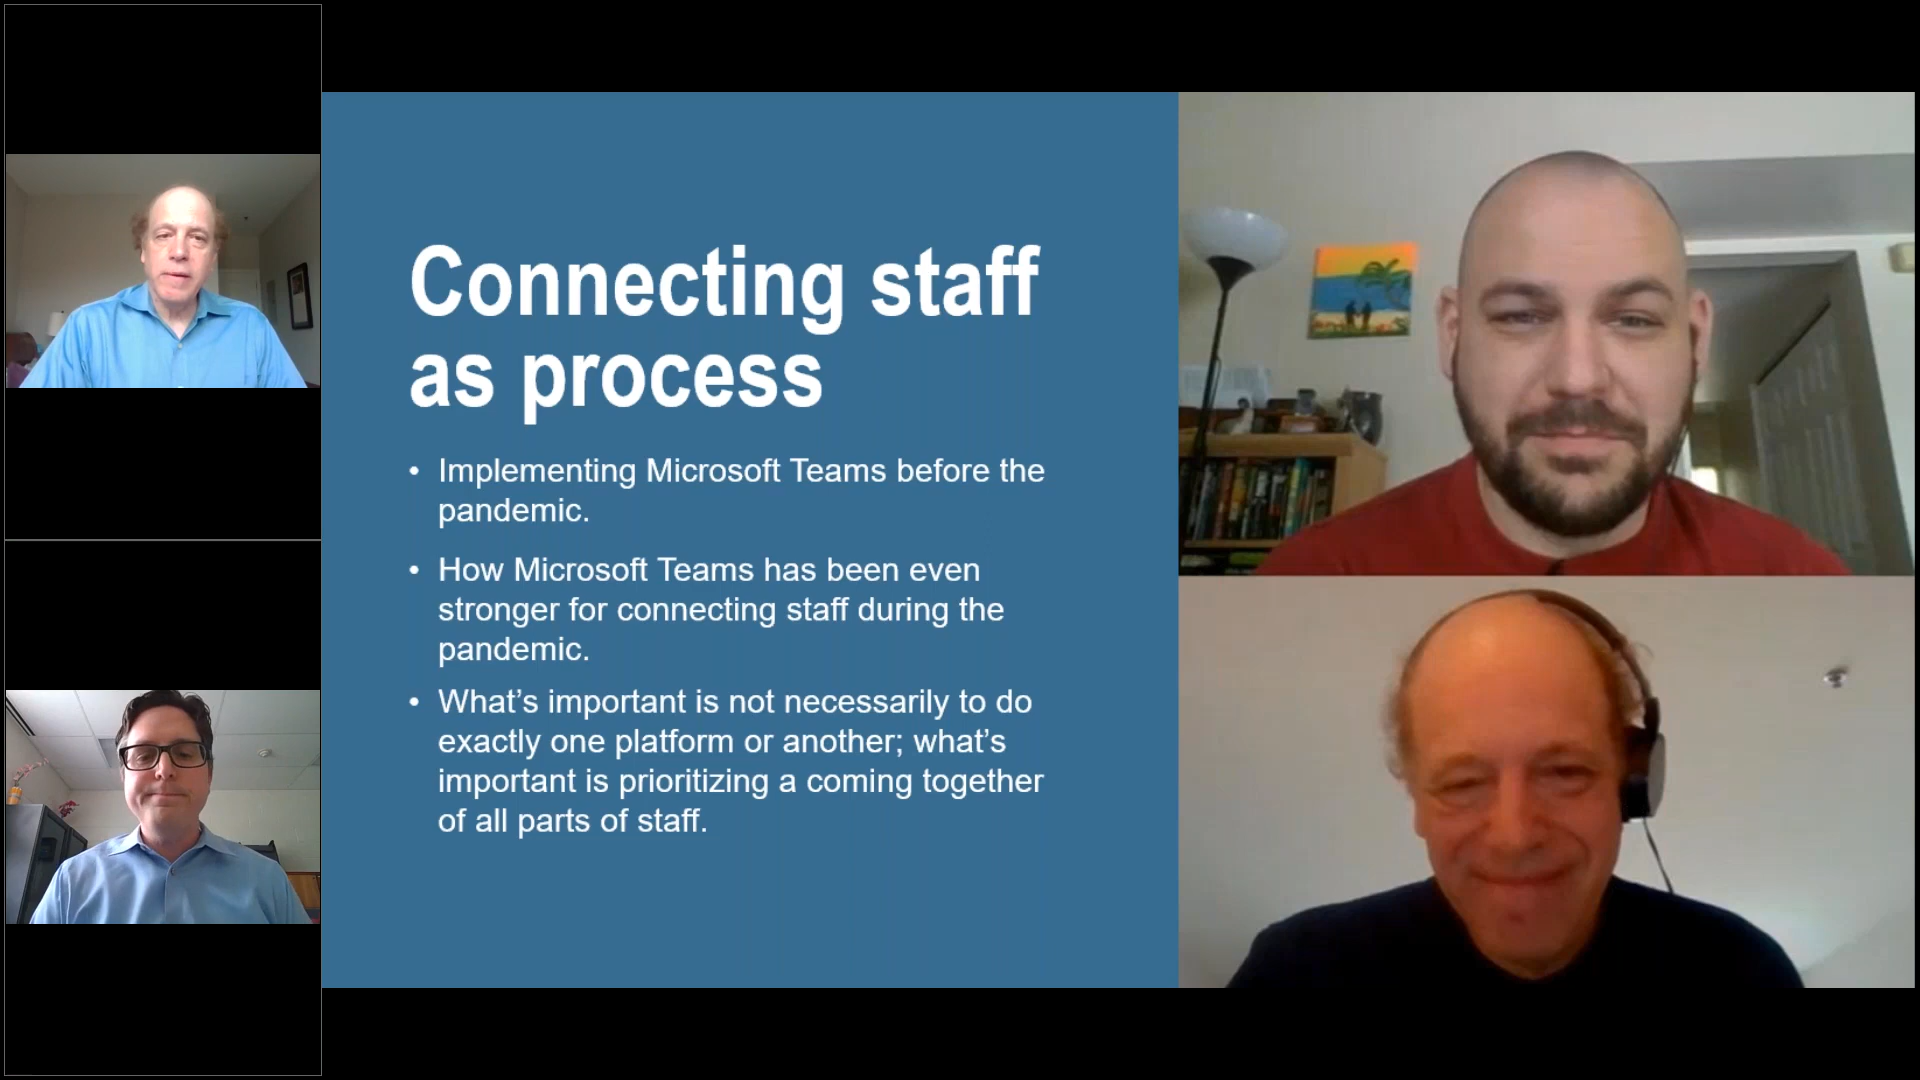 Connecting staff
as process
• Implementing Microsoft Teams before the
pandemic.
• How Microsoft Teams has been even
stronger for connecting staff during the
pandemic.
• What’s important is not necessarily to do
exactly one platform or another; what’s
important is prioritizing a coming together
of all parts of staff.